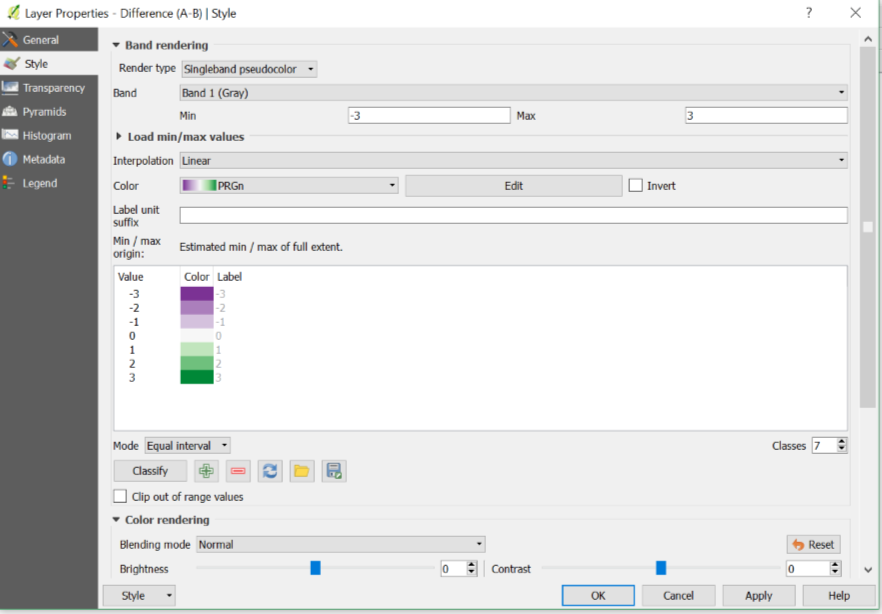 Layer Properties - Difference (A-B) | Style
General
Style
Transparency
Pyramids
Histogram
Metadata
Legend
Band rendering
Render type Singleband pseudocolor
Band Band 1 (Gray)
Min -3 Max 3
Load min/max values
Interpolation Linear
Color PRGn Edit Invert
Label unit
suffix
Min / max
origin: Estimated min / max of full extent.
Value Color Label
-3 -3
-2 -2
-1 -1
0 0
1 1
2 2
3 3
Mode Equal interval Classes 7
Classify
Clip out of range values
Color rendering
Blending mode Normal Reset
Brightness 0 Contrast 0
Style OK Cancel Apply Help